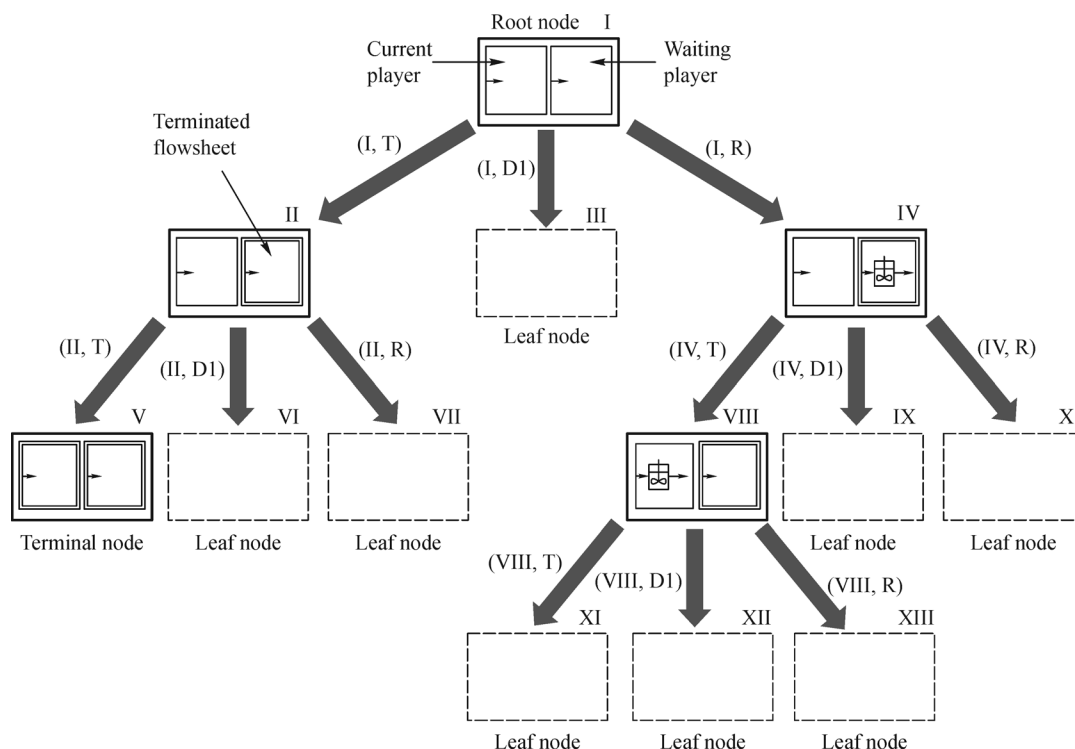 Root node I
Current
player
Waiting
player
Terminated
flowsheet
(I, T)
(I, D1)
(I, R)
II
III
IV
Leaf node
(II, T)
(II, D1)
(II, R)
(IV, T)
(IV, D1)
(IV, R)
V
VI
VII
VIII
IX
X
Terminal node
Leaf node
Leaf node
Leaf node
Leaf node
(VIII, T)
(VIII, D1)
(VIII, R)
XI
XII
XIII
Leaf node
Leaf node
Leaf node